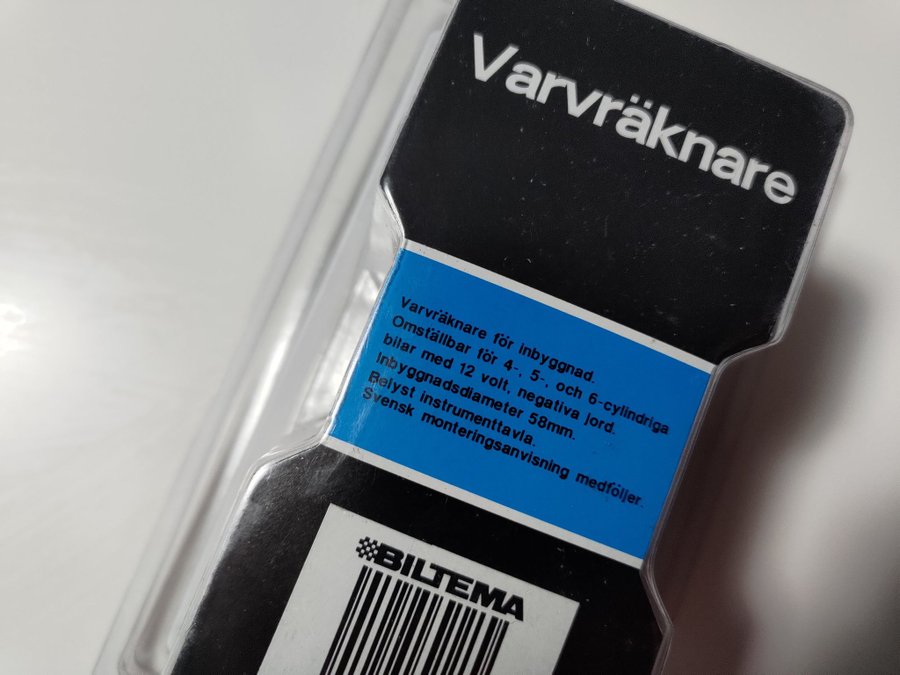 Varvräknare
Varvräknare för inbyggnad.
Omställbar för 4-, 5-, och 6-cylindriga
bilar med 12 volt, negativa jord.
Inbyggnadsdiameter 58mm.
Belyst instrumenttavla.
Svensk monteringsanvisning medföljer.
BILTEMA